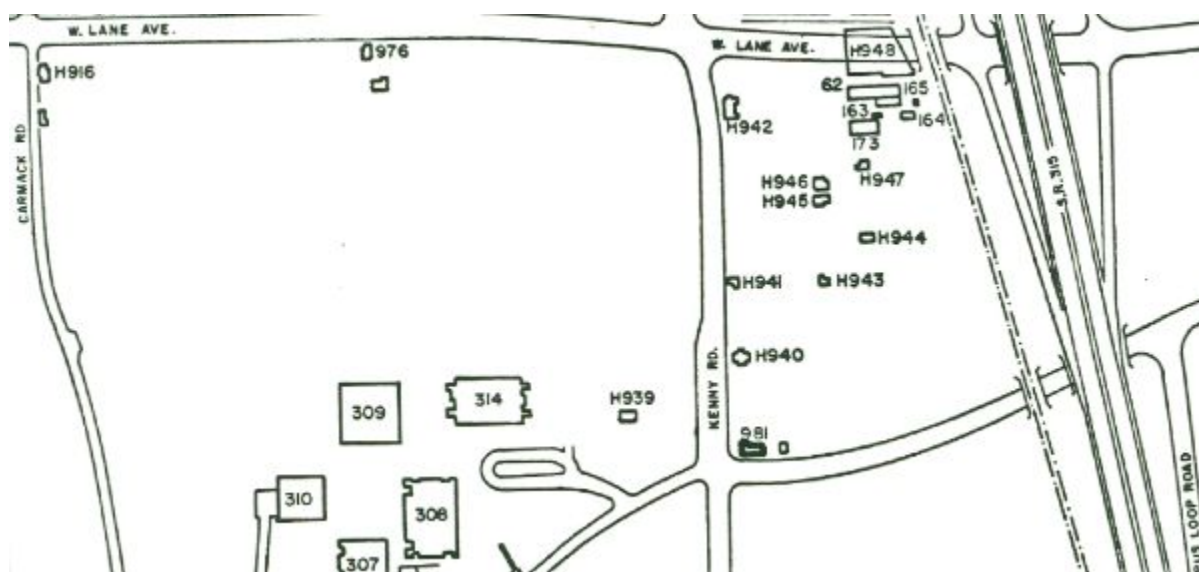 W. LANE AVE.
976
H916
W. LANE AVE.
H948
62
165
163
164
H942
173
H947
H946
H945
CARMACK RD
S.R. 315
H944
H941
H943
H940
KENNY RD.
H939
314
309
981
310
308
307
LOOP ROAD